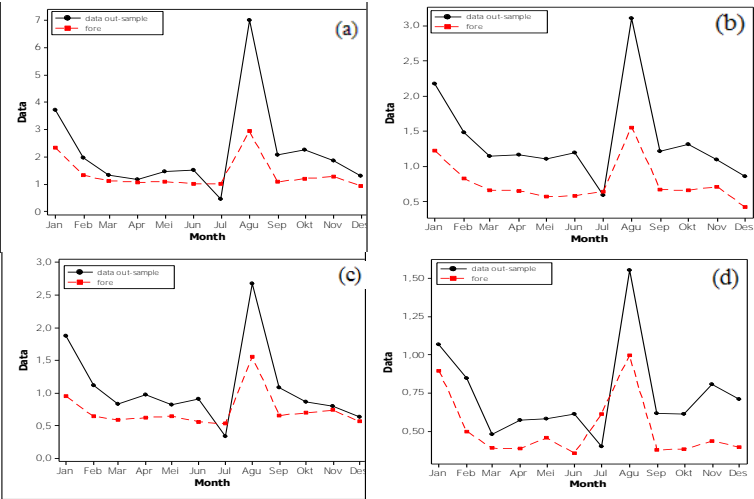 (a)
data out-sample
fore
Data
7
6
5
4
3
2
1
0
Jan Feb Mar Apr Mei Jun Jul Agu Sep Okt Nov Des
Month
(b)
data out-sample
fore
Data
3,0
2,5
2,0
1,5
1,0
0,5
Jan Feb Mar Apr Mei Jun Jul Agu Sep Okt Nov Des
Month
(c)
data out-sample
fore
Data
3,0
2,5
2,0
1,5
1,0
0,5
0,0
Jan Feb Mar Apr Mei Jun Jul Agu Sep Okt Nov Des
Month
(d)
data out-sample
fore
Data
1,50
1,25
1,00
0,75
0,50
Jan Feb Mar Apr Mei Jun Jul Agu Sep Okt Nov Des
Month